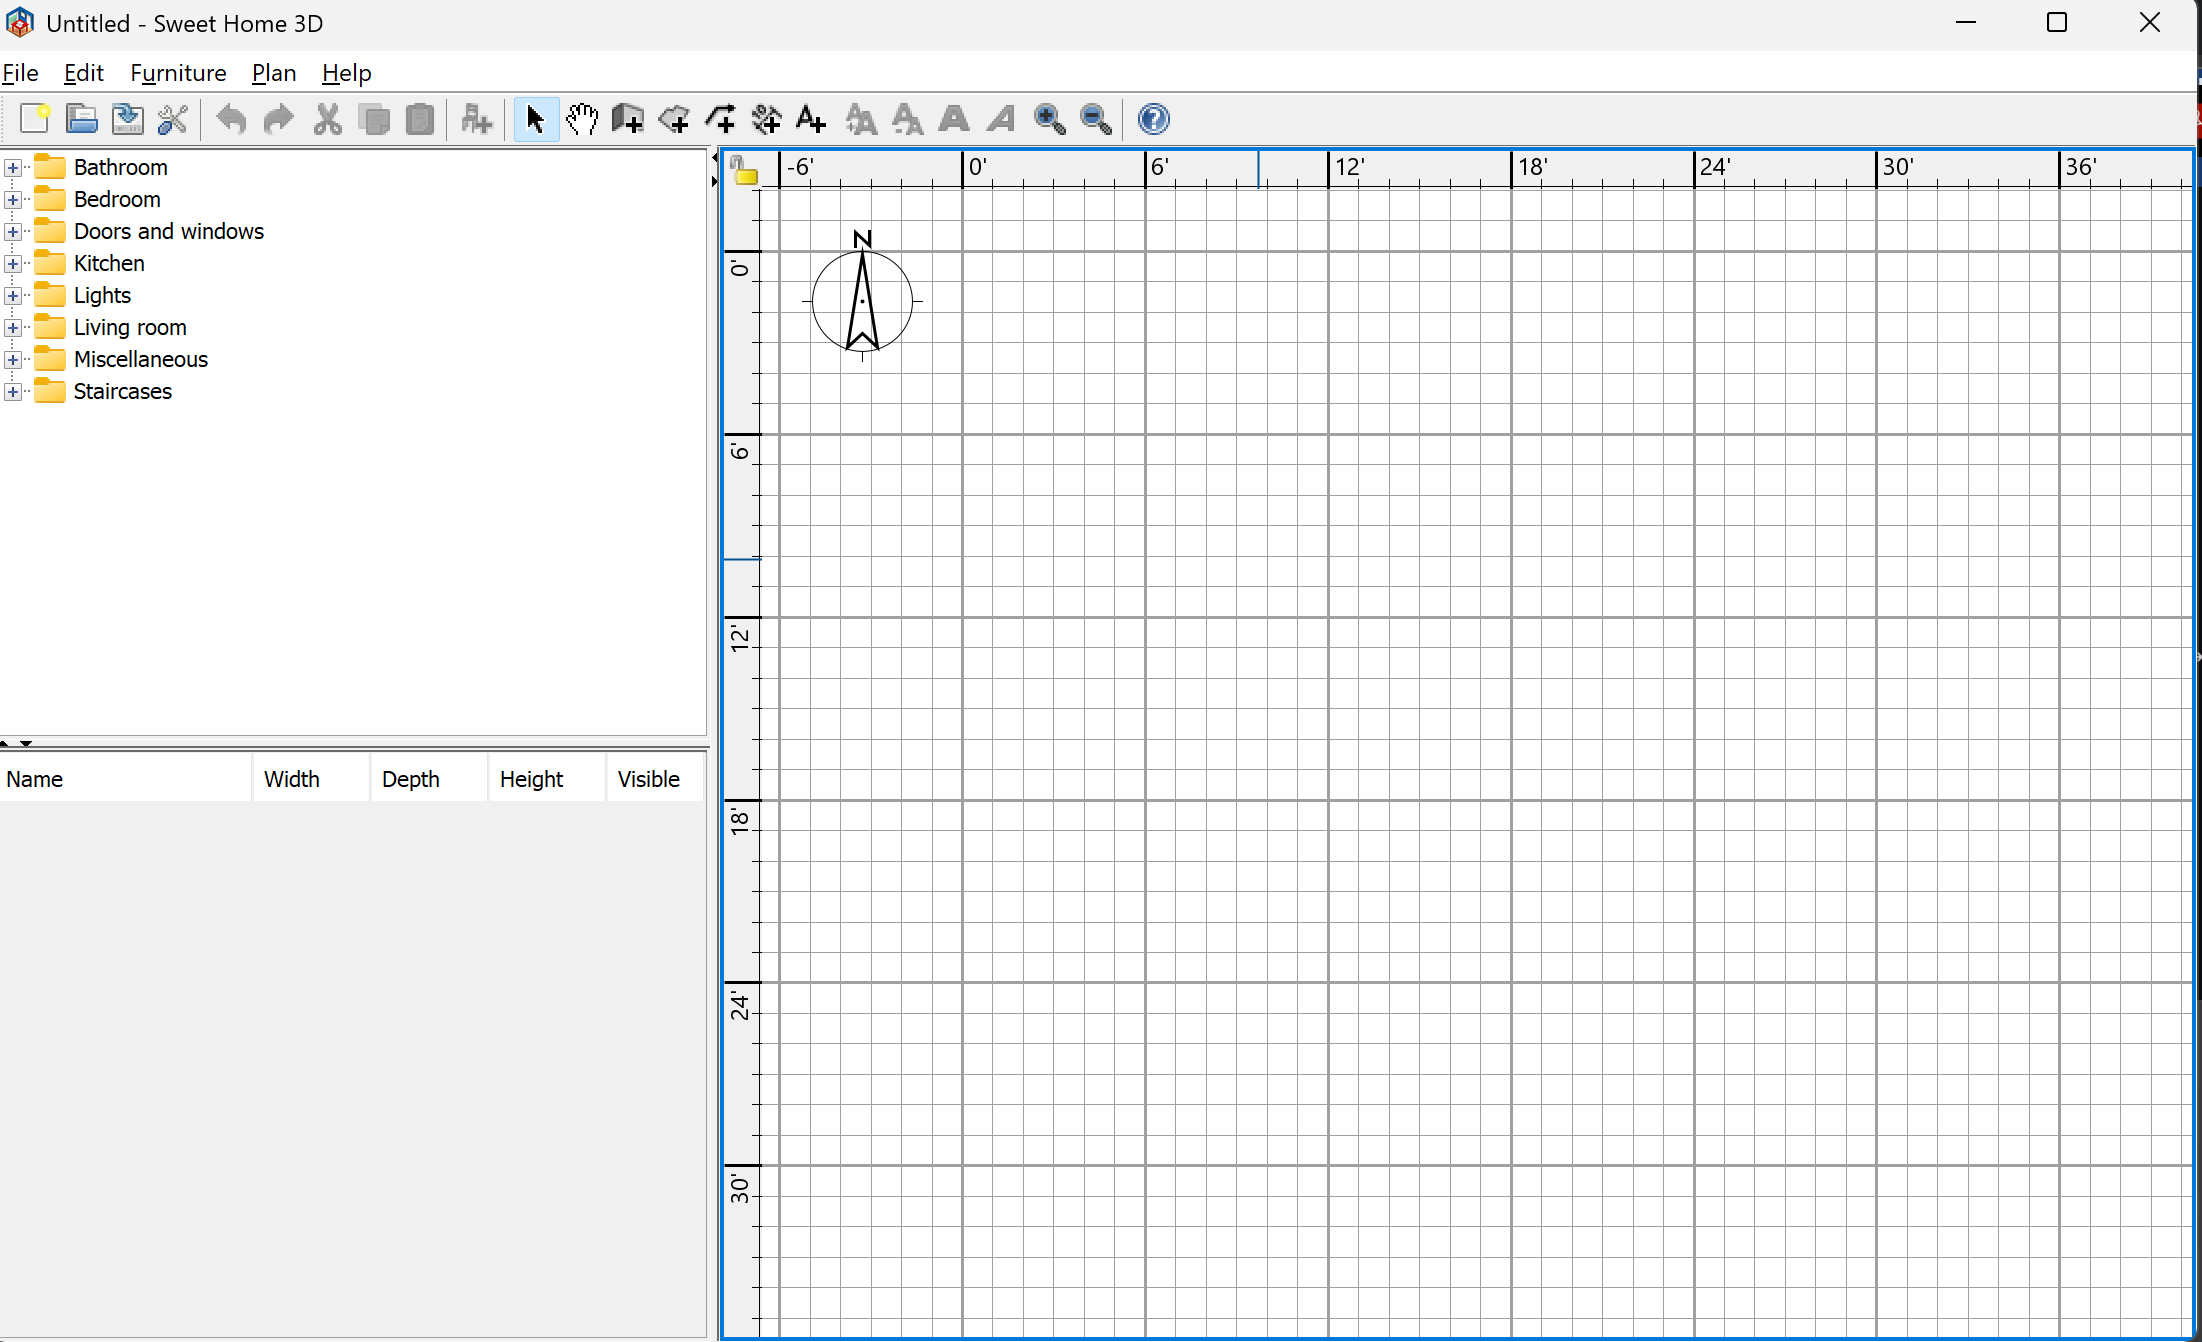 Untitled - Sweet Home 3D
File Edit Furniture Plan Help
Bathroom
Bedroom
Doors and windows
Kitchen
Lights
Living room
Miscellaneous
Staircases
Name Width Depth Height Visible
-6' 0' 6' 12' 18' 24' 30' 36'
N
0'
6'
12'
18'
24'
30'